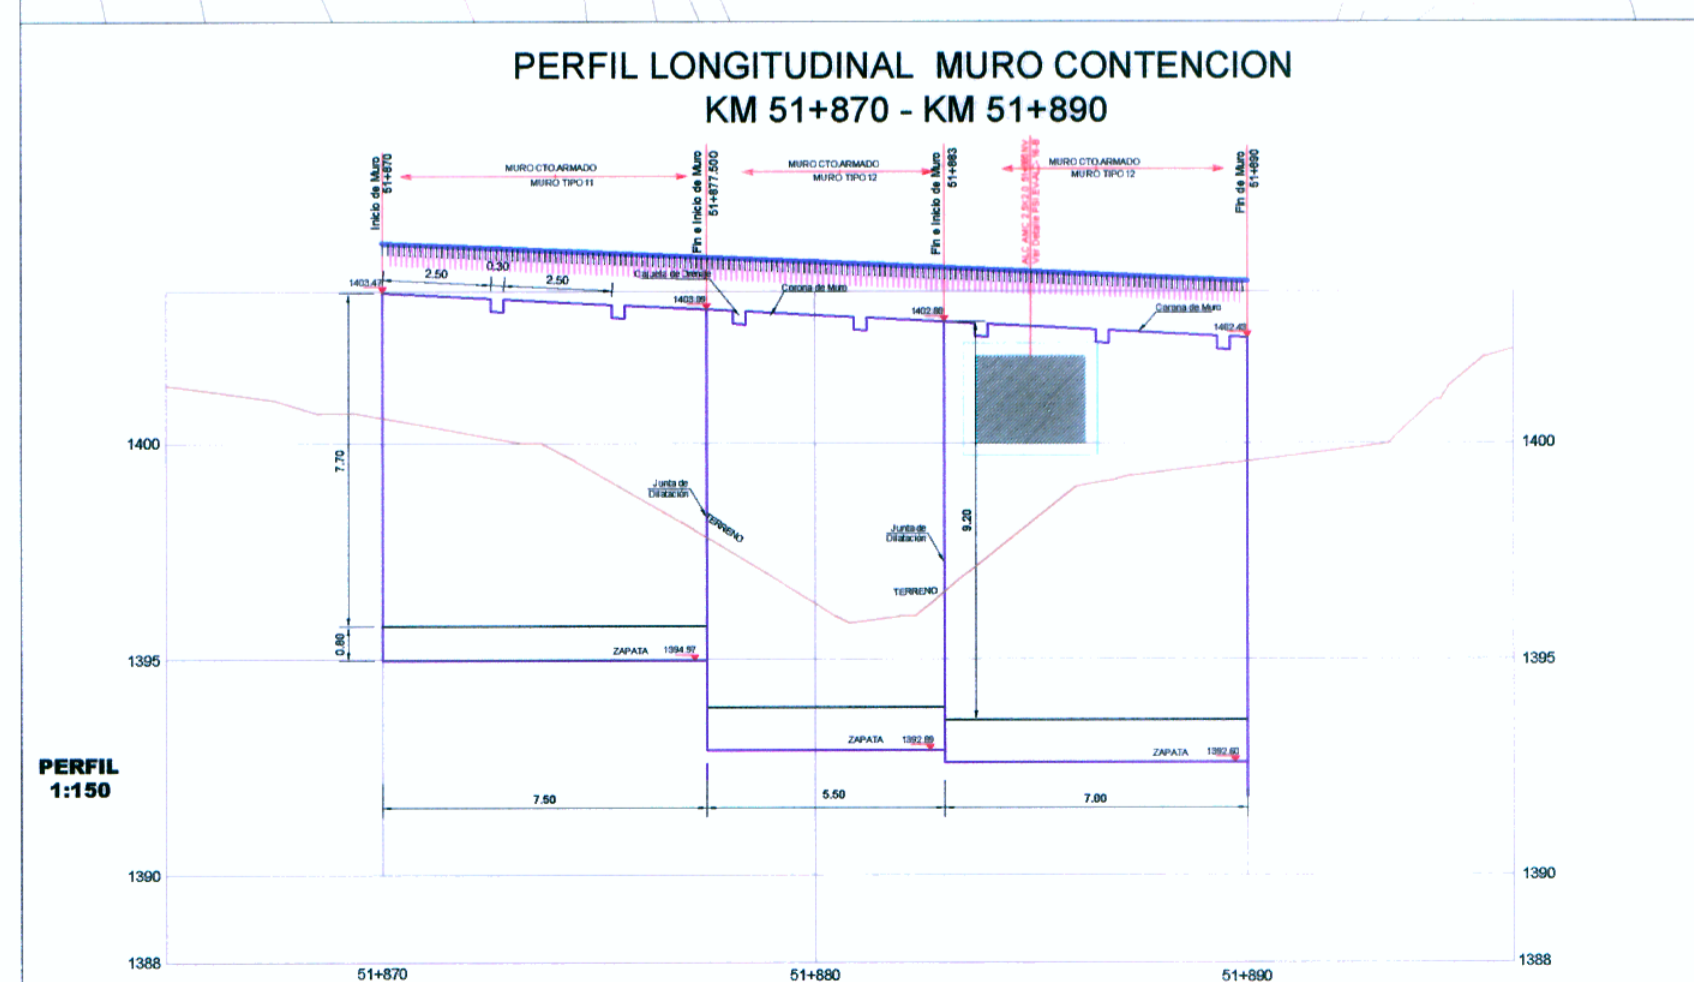 PERFIL LONGITUDINAL MURO CONTENCION
KM 51+870 - KM 51+890
Inicio de Muro
51+870
MURO CTO.ARMADO
MURO TIPO 11
Fin e Inicio de Muro
51+877.500
MURO CTO.ARMADO
MURO TIPO 12
Fin e Inicio de Muro
51+883
MURO CTO.ARMADO
MURO TIPO 12
Fin de Muro
51+890
2.50
0.30
2.50
Corona de Muro
Corona de Muro
1403.47
1402.43
1400
1400
7.70
Junta de
Dilatación
TERRENO
9.20
Junta de
Dilatación
TERRENO
0.80
ZAPATA
1394.97
1395
1395
ZAPATA
1392.89
ZAPATA
1392.60
PERFIL
1:150
7.50
5.50
7.00
1390
1390
1388
1388
51+870
51+880
51+890